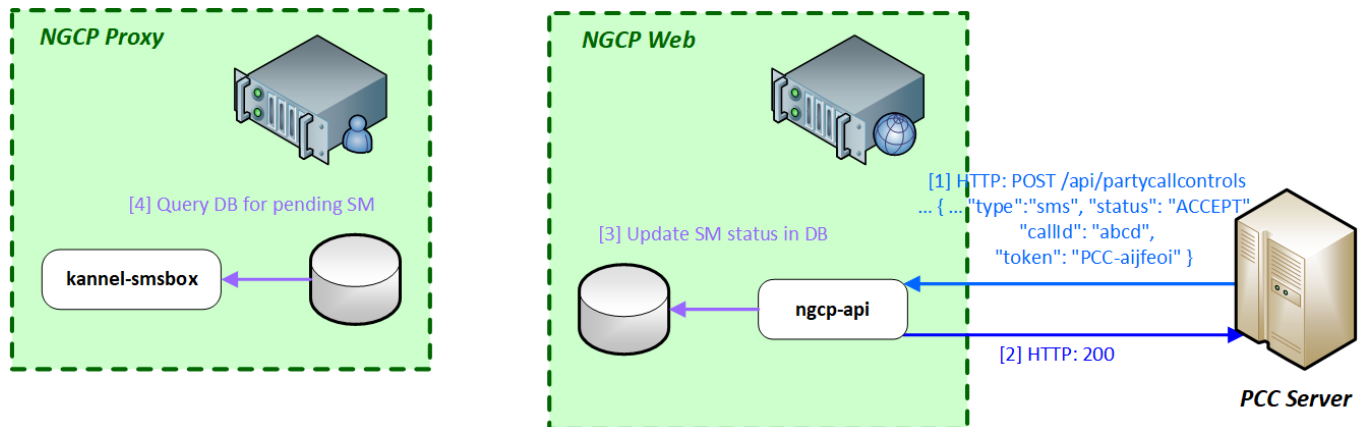 NGCP Proxy
[4] Query DB for pending SM
kannel-smsbox
NGCP Web
[3] Update SM status in DB
ngcp-api
[1] HTTP: POST /api/partycallcontrols
... { ... "type":"sms", "status": "ACCEPT"
"callId": "abcd",
"token": "PCC-aijfeoi" }
[2] HTTP: 200
PCC Server